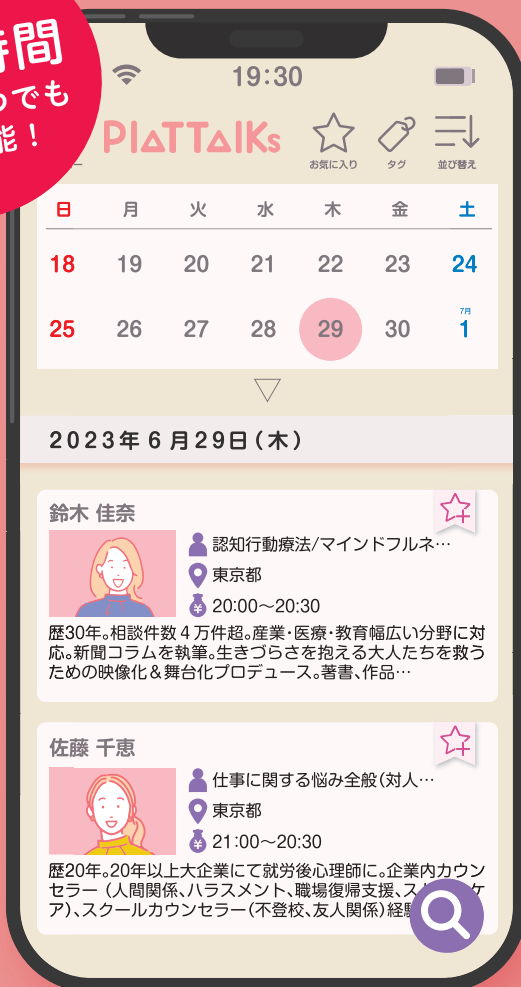 時間
つでも
能！
19:30
PlaTTalKs
お気に入り
タグ
並び替え
日 月 火 水 木 金 土
18 19 20 21 22 23 24
7月
25 26 27 28 29 30 1
2023年6月29日(木)
鈴木 佳奈
認知行動療法/マインドフルネ…
東京都
20:00〜20:30
歴30年。相談件数４万件超。産業・医療・教育幅広い分野に対
応。新聞コラムを執筆。生きづらさを抱える大人たちを救う
ための映像化＆舞台化プロデュース。著書、作品…
佐藤 千恵
仕事に関する悩み全般(対人…
東京都
21:00〜20:30
歴20年。20年以上大企業にて就労後心理師に。企業内カウン
セラー（人間関係、ハラスメント、職場復帰支援、ス
ケ
ア）、スクールカウンセラー(不登校、友人関係)経